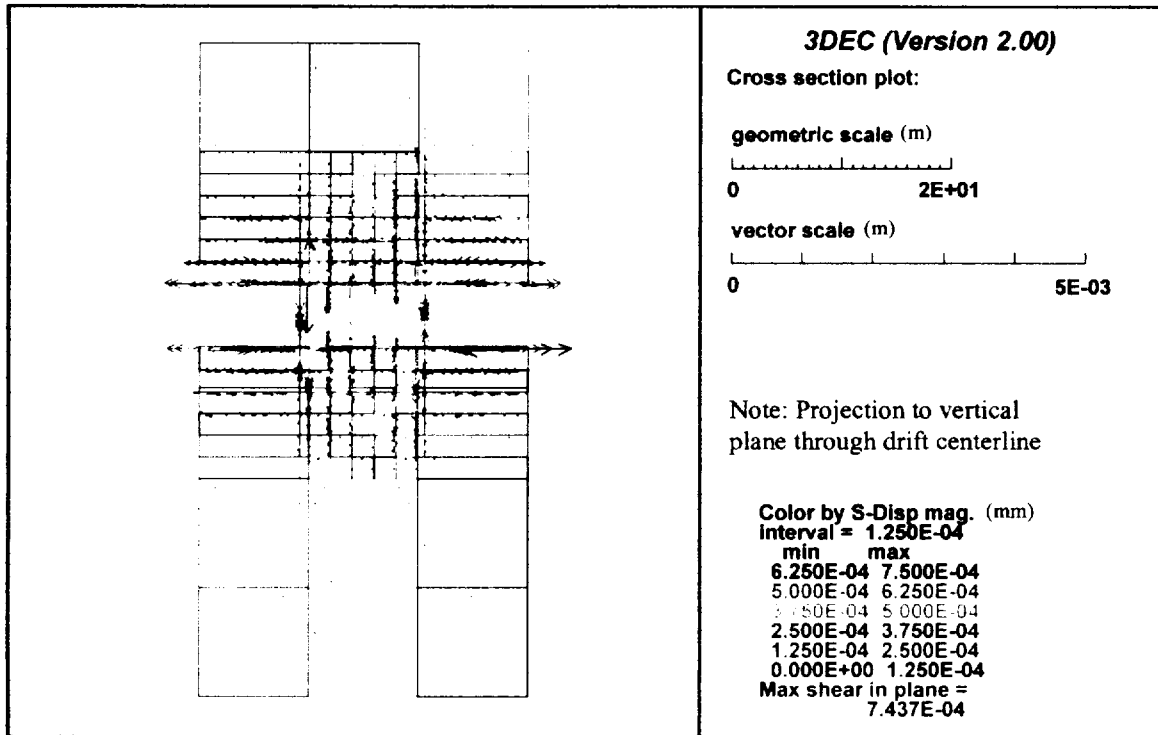 3DEC (Version 2.00)
Cross section plot:
geometric scale (m)
0 2E+01
vector scale (m)
0 5E-03
Note: Projection to vertical
plane through drift centerline
Color by S-Disp mag. (mm)
interval = 1.250E-04
min max
6.250E-04 7.500E-04
5.000E-04 6.250E-04
5.000E-04
2.500E-04 3.750E-04
1.250E-04 2.500E-04
0.000E+00 1.250E-04
Max shear in plane =
7.437E-04